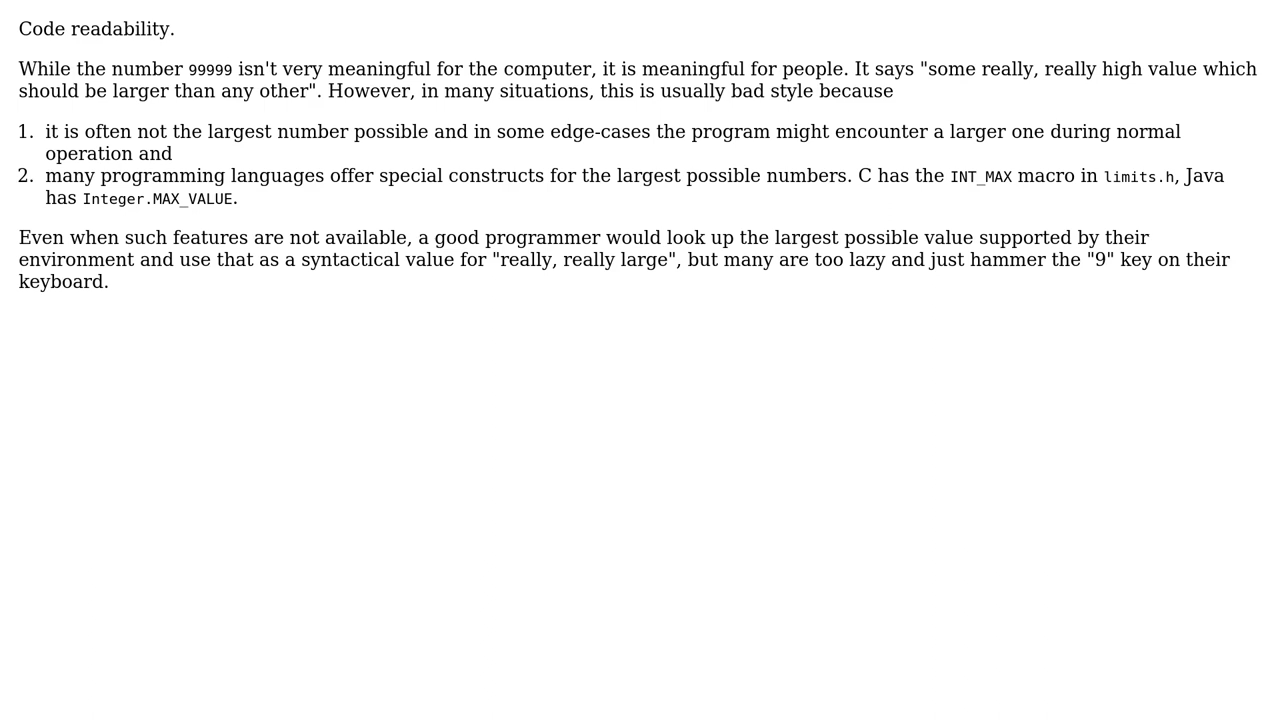 Code readability.
While the number 99999 isn't very meaningful for the computer, it is meaningful for people. It says "some really, really high value which
should be larger than any other". However, in many situations, this is usually bad style because
1. it is often not the largest number possible and in some edge-cases the program might encounter a larger one during normal
operation and
2. many programming languages offer special constructs for the largest possible numbers. C has the INT_MAX macro in limits.h, Java
has Integer.MAX_VALUE.
Even when such features are not available, a good programmer would look up the largest possible value supported by their
environment and use that as a syntactical value for "really, really large", but many are too lazy and just hammer the "9" key on their
keyboard.